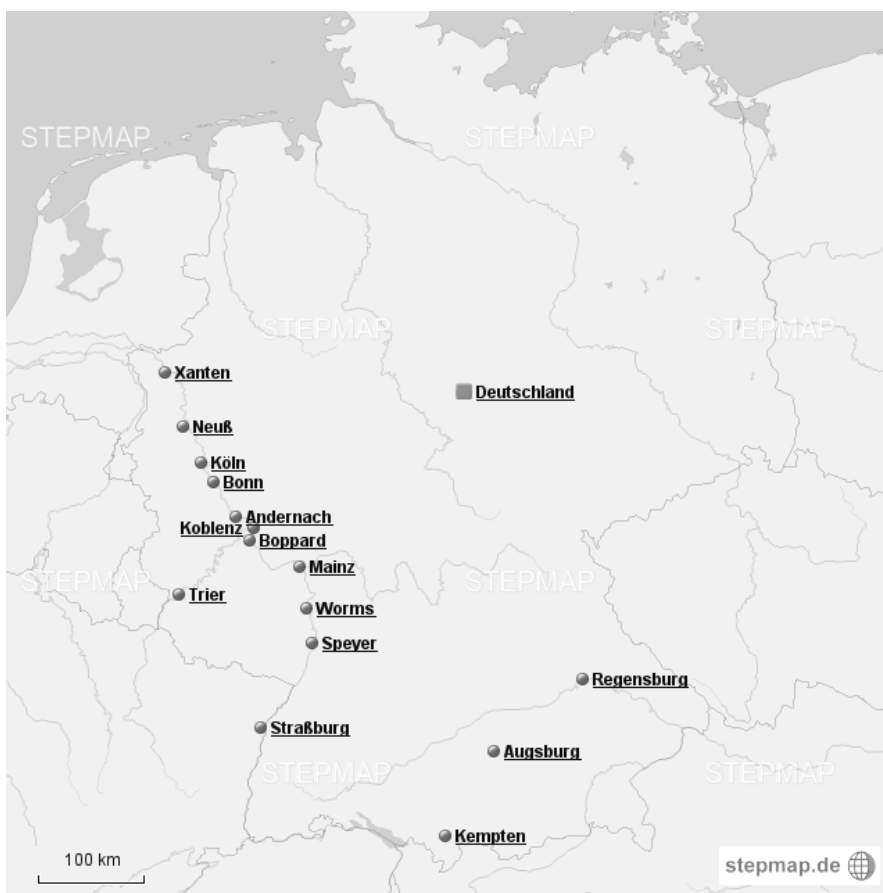 STEPMAP STEPMAP
STEPMAP STEPMAP
Xanten
Deutschland
Neuß
Köln
Bonn
Andernach
Koblenz
Boppard
Mainz
STEPMAP STEPMAP
Trier
Worms
Speyer
Regensburg
Straßburg
Augsburg
STEPMAP STEPMAP
Kempten
100 km
stepmap.de